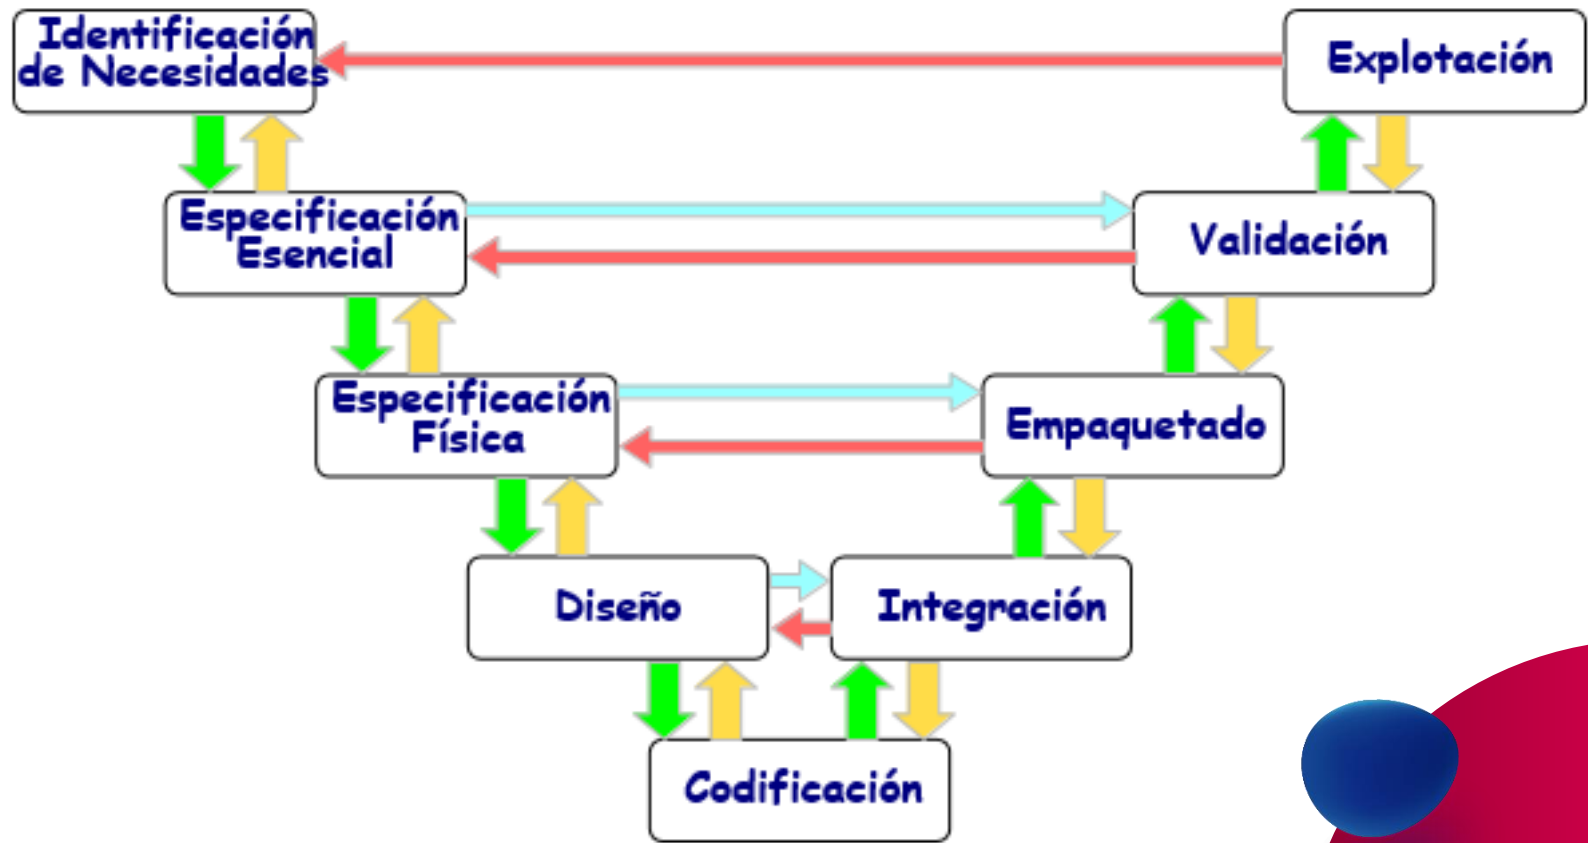 Identificación
de Necesidades
Explotación
Especificación
Esencial
Validación
Especificación
Física
Empaquetado
Diseño
Integración
Codificación